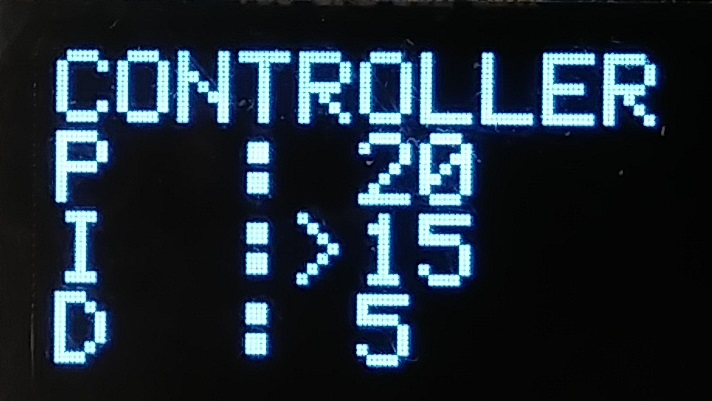 CONTROLLER
P : 20
I :>15
D : 5